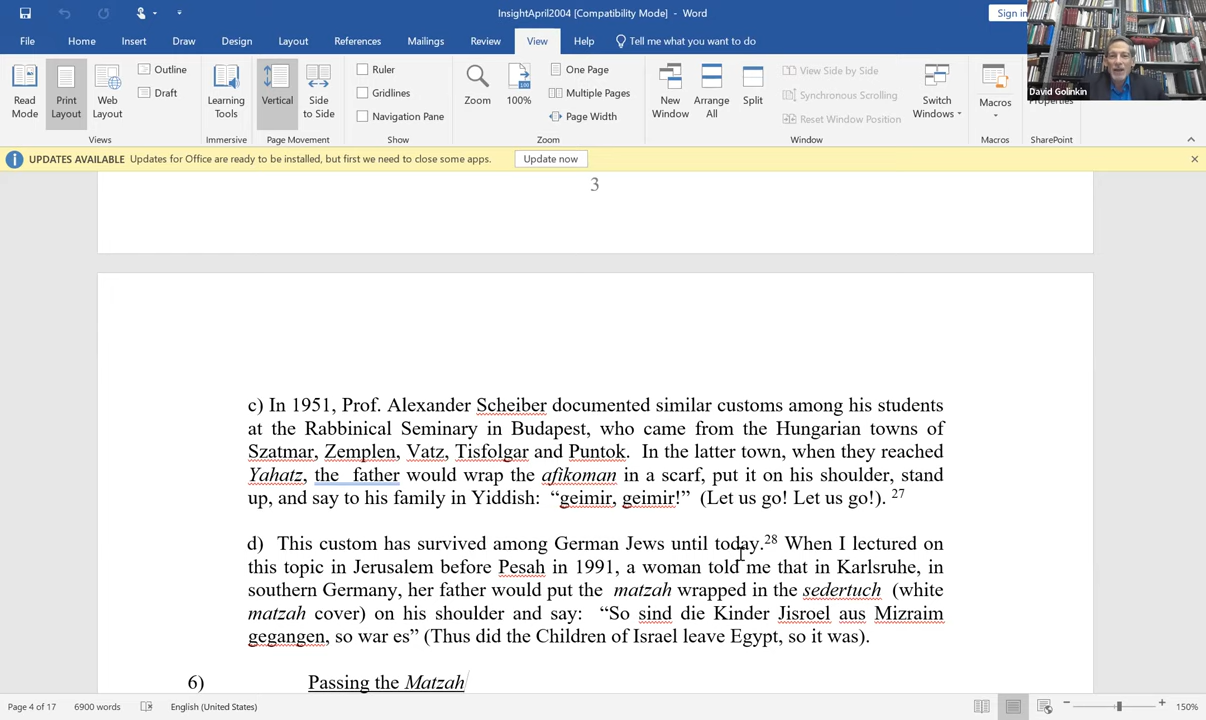 InsightApril2004 [Compatibility Mode] - Word
Sign in
File Home Insert Draw Design Layout References Mailings Review View Help Tell me what you want to do
Read Mode
Print Layout
Web Layout
Outline
Draft
Views
Learning Tools
Immersive
Vertical
Side to Side
Page Movement
Ruler
Gridlines
Navigation Pane
Show
Zoom
100
100%
One Page
Multiple Pages
Page Width
Zoom
New Window
Arrange All
Split
View Side by Side
Synchronous Scrolling
Reset Window Position
Switch Windows
Window
Macros
Macros
Properties
SharePoint
David Golinkin
UPDATES AVAILABLE Updates for Office are ready to be installed, but first we need to close some apps. Update now
3
c) In 1951, Prof. Alexander Scheiber documented similar customs among his students
at the Rabbinical Seminary in Budapest, who came from the Hungarian towns of
Szatmar, Zemplen, Vatz, Tisfolgar and Puntok. In the latter town, when they reached
Yahatz, the father would wrap the afikoman in a scarf, put it on his shoulder, stand
up, and say to his family in Yiddish: “geimir, geimir!” (Let us go! Let us go!). 27
d) This custom has survived among German Jews until today.28 When I lectured on
this topic in Jerusalem before Pesah in 1991, a woman told me that in Karlsruhe, in
southern Germany, her father would put the matzah wrapped in the sedertuch (white
matzah cover) on his shoulder and say: “So sind die Kinder Jisroel aus Mizraim
gegangen, so war es” (Thus did the Children of Israel leave Egypt, so it was).
6) Passing the Matzah
Page 4 of 17 6900 words English (United States) 150%